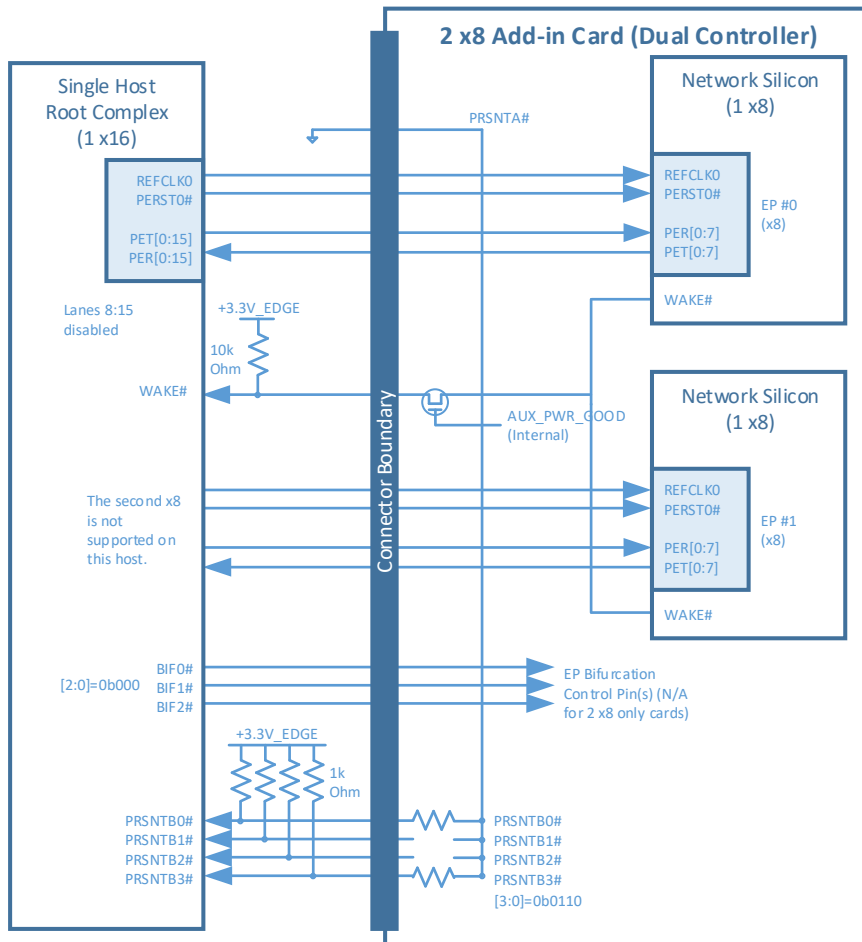 2 x8 Add-in Card (Dual Controller)
Single Host
Root Complex
(1 x16)
REFCLK0
PERST0#
PET[0:15]
PER[0:15]
Lanes 8:15
disabled
+3.3V_EDGE
10k
Ohm
WAKE#
The second x8
is not
supported on
this host.
BIF0#
[2:0]=0b000
BIF1#
BIF2#
+3.3V_EDGE
1k
Ohm
PRSNTB0#
PRSNTB1#
PRSNTB2#
PRSNTB3#
Connector Boundary
PRSNTA#
AUX_PWR_GOOD
(Internal)
Network Silicon
(1 x8)
REFCLK0
PERST0#
EP #0
(x8)
PER[0:7]
PET[0:7]
WAKE#
Network Silicon
(1 x8)
REFCLK0
PERST0#
EP #1
(x8)
PER[0:7]
PET[0:7]
WAKE#
EP Bifurcation
Control Pin(s) (N/A
for 2 x8 only cards)
PRSNTB0#
PRSNTB1#
PRSNTB2#
PRSNTB3#
[3:0]=0b0110